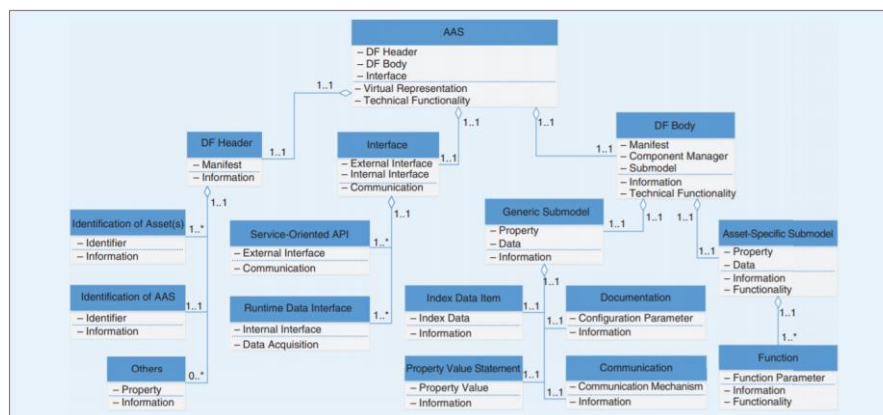 AAS
– DF Header
– DF Body
– Interface
– Virtual Representation
– Technical Functionality
1..1
1..1
1..1
DF Header
– Manifest
– Information
1..1
1..1
Interface
– External Interface
– Internal Interface
– Communication
1..1
1..1
DF Body
– Manifest
– Component Manager
– Submodel
– Information
– Technical Functionality
1..1
1..1
1..1
Identification of Asset(s)
– Identifier
– Information
1..*
Identification of AAS
– Identifier
– Information
1..1
Others
– Property
– Information
0..*
Service-Oriented API
– External Interface
– Communication
1..*
Runtime Data Interface
– Internal Interface
– Data Acquisition
1..*
Generic Submodel
– Property
– Data
– Information
1..1
1..1
Asset-Specific Submodel
– Property
– Data
– Information
– Functionality
1..1
1..1
Index Data Item
– Index Data
– Information
1..1
Documentation
– Configuration Parameter
– Information
1..1
Property Value Statement
– Property Value
– Information
1..1
Communication
– Communication Mechanism
– Information
1..1
Function
– Function Parameter
– Information
– Functionality
1..*